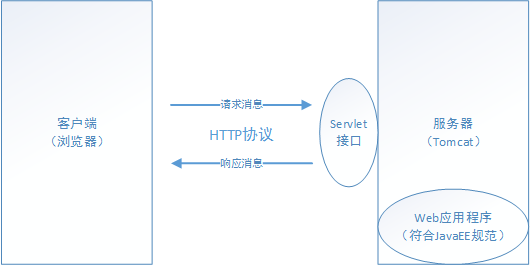 客户端
（浏览器）
请求消息
HTTP协议
响应消息
Servlet
接口
服务器
（Tomcat）
Web应用程序
（符合JavaEE规范）